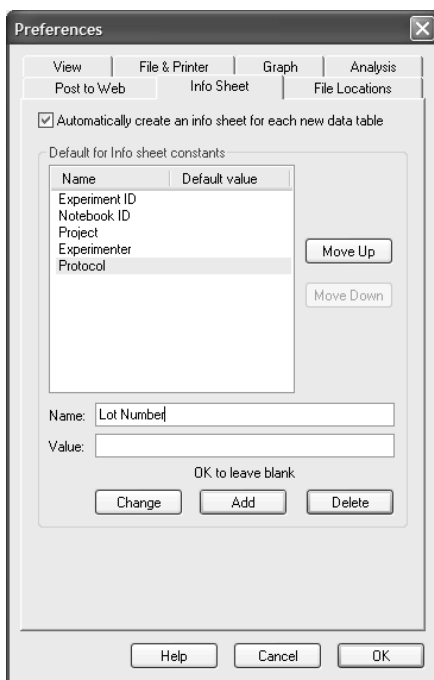 Preferences
View File & Printer Graph Analysis
Post to Web Info Sheet File Locations
Automatically create an info sheet for each new data table
Default for Info sheet constants
Name Default value
Experiment ID
Notebook ID
Project
Experimenter
Protocol
Move Up
Move Down
Name: Lot Number
Value:
OK to leave blank
Change Add Delete
Help Cancel OK